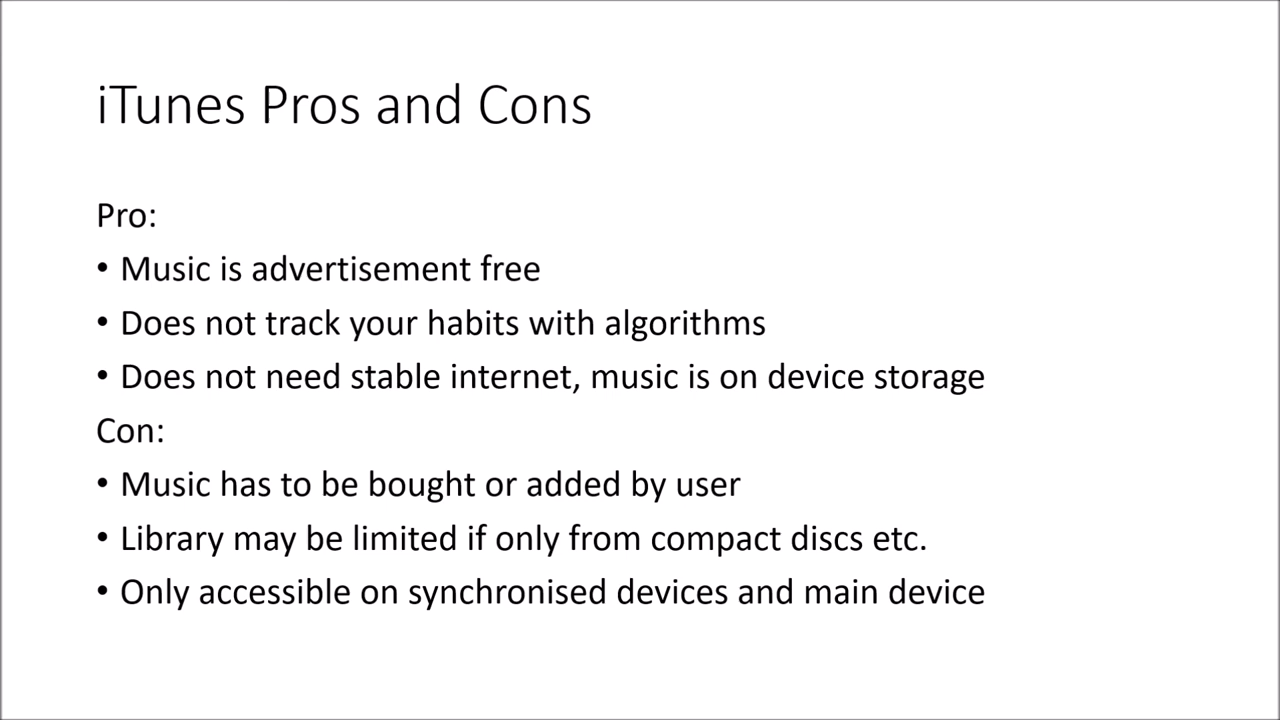 iTunes Pros and Cons
Pro:
• Music is advertisement free
• Does not track your habits with algorithms
• Does not need stable internet, music is on device storage
Con:
• Music has to be bought or added by user
• Library may be limited if only from compact discs etc.
• Only accessible on synchronised devices and main device